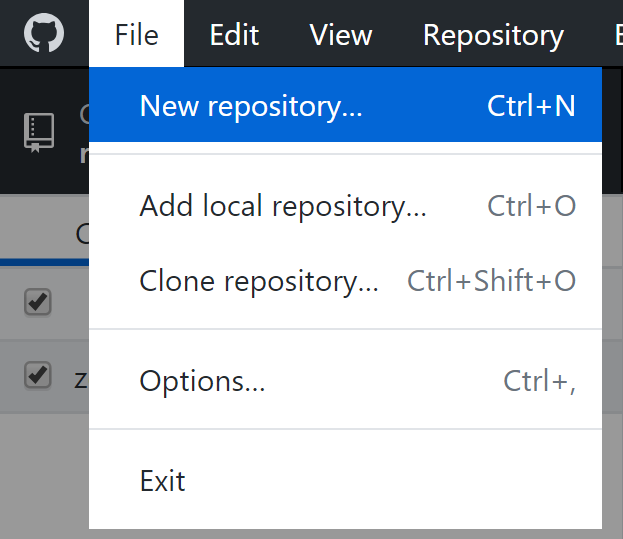 File Edit View Repository
New repository... Ctrl+N
Add local repository... Ctrl+O
Clone repository... Ctrl+Shift+O
Options... Ctrl+,
Exit